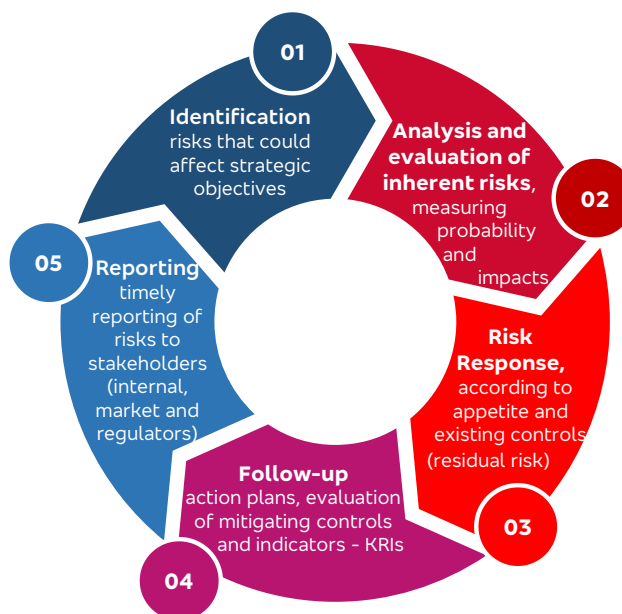 01
Identification
risks that could
affect strategic
objectives
02
Analysis and
evaluation of
inherent risks,
measuring
probability
and
impacts
03
Risk
Response,
according to
appetite and
existing controls
(residual risk)
04
Follow-up
action plans, evaluation
of mitigating controls
and indicators - KRIs
05
Reporting
timely
reporting of
risks to
stakeholders
(internal,
market and
regulators)